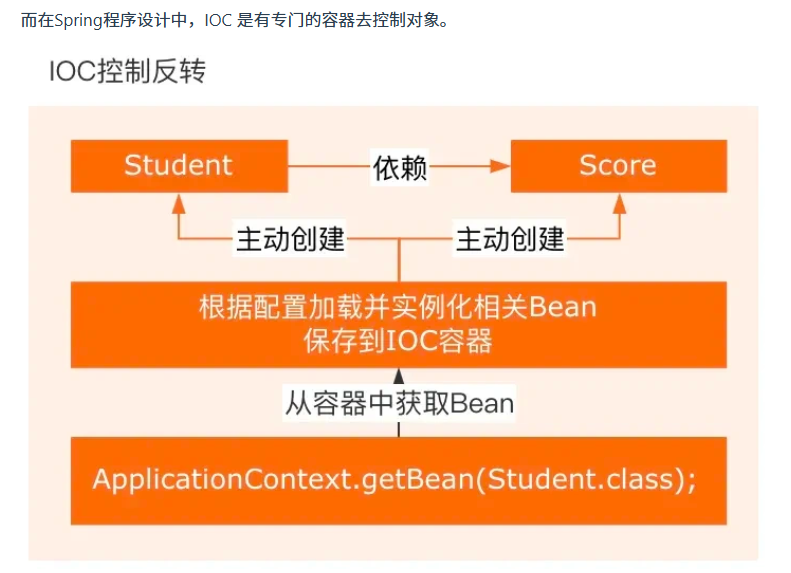 而在Spring程序设计中，IOC 是有专门的容器去控制对象。
IOC控制反转
Student
依赖
Score
主动创建
主动创建
根据配置加载并实例化相关Bean
保存到IOC容器
从容器中获取Bean
ApplicationContext.getBean(Student.class);